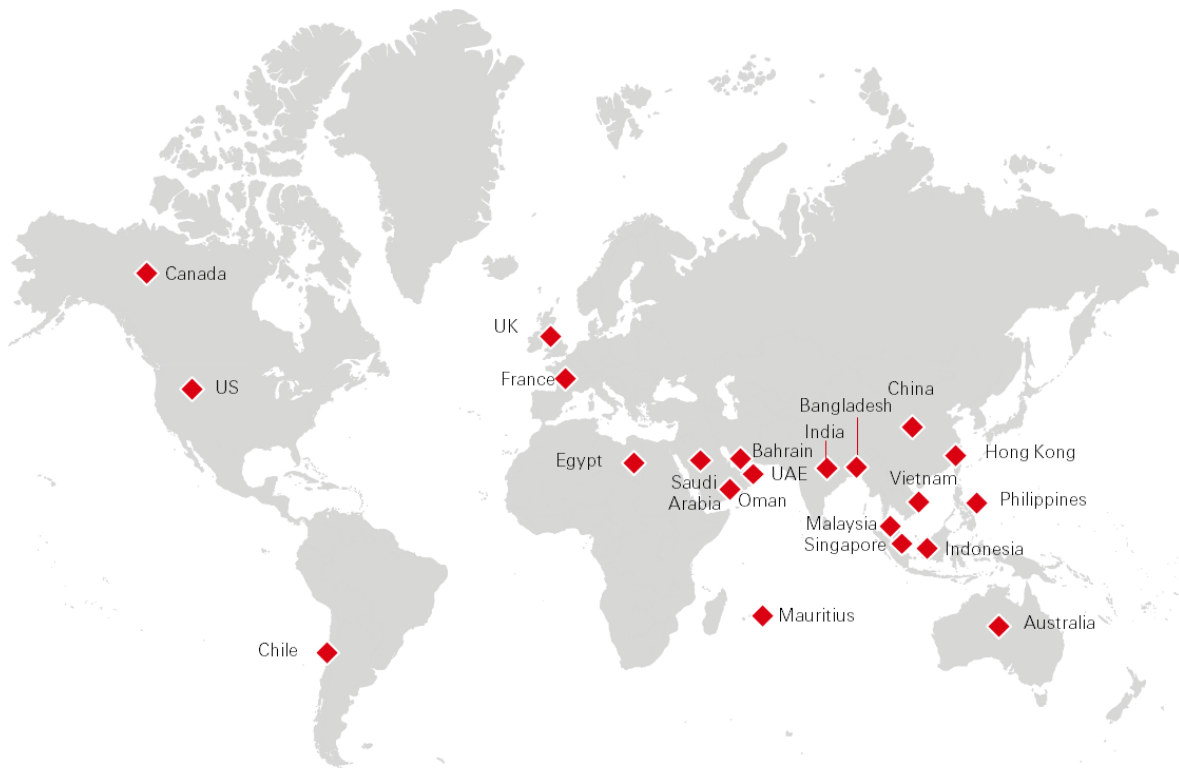 Canada
UK
France
US
China
Bangladesh
India
Bahrain
Hong Kong
Egypt
Saudi
Arabia
UAE
Oman
Vietnam
Philippines
Malaysia
Singapore
Indonesia
Mauritius
Australia
Chile